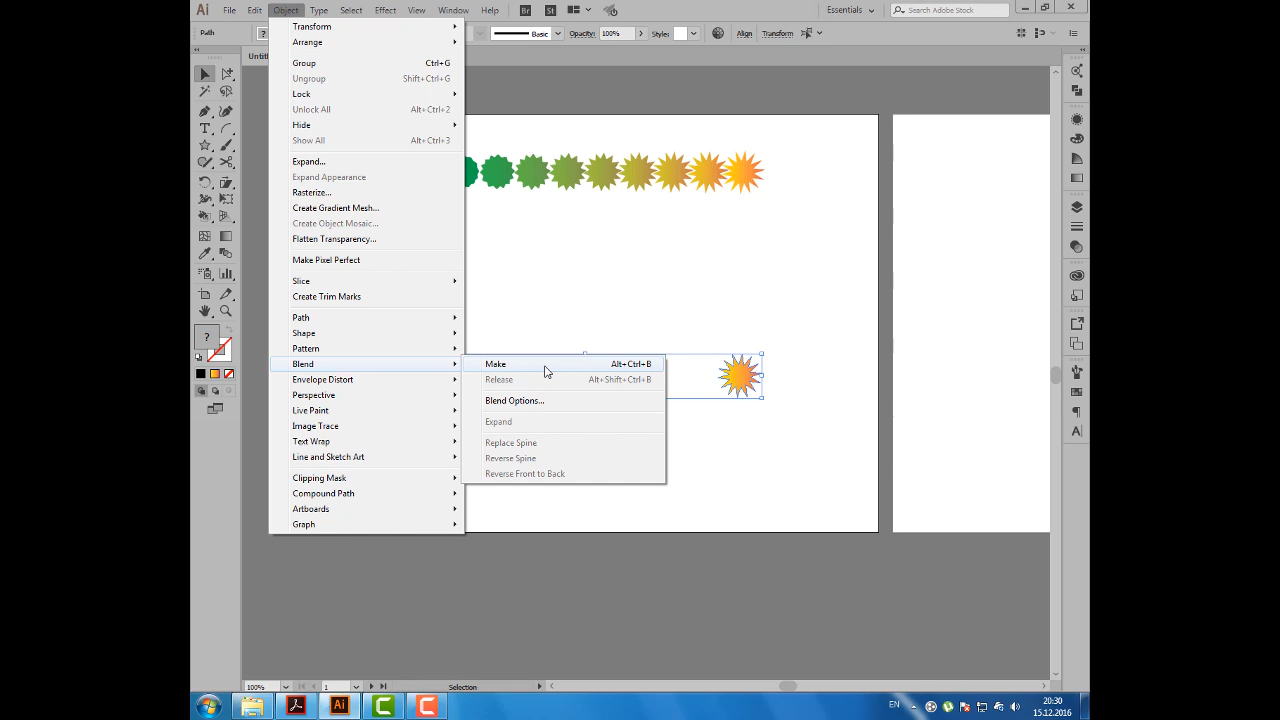 Ai File Edit Object Type Select Effect View Window Help Br St Essentials Search Adobe Stock
Path ? Basic Opacity: 100% Style: Align Transform
Untit
Transform
Arrange
Group Ctrl+G
Ungroup Shift+Ctrl+G
Lock
Unlock All Alt+Ctrl+2
Hide
Show All Alt+Ctrl+3
Expand...
Expand Appearance
Rasterize...
Create Gradient Mesh...
Create Object Mosaic...
Flatten Transparency...
Make Pixel Perfect
Slice
Create Trim Marks
Path
Shape
Pattern
Blend
Envelope Distort
Perspective
Live Paint
Image Trace
Text Wrap
Line and Sketch Art
Clipping Mask
Compound Path
Artboards
Graph
Make Alt+Ctrl+B
Release Alt+Shift+Ctrl+B
Blend Options...
Expand
Replace Spine
Reverse Spine
Reverse Front to Back
?
100% 1 Selection
Ai EN 20:30
15.12.2016